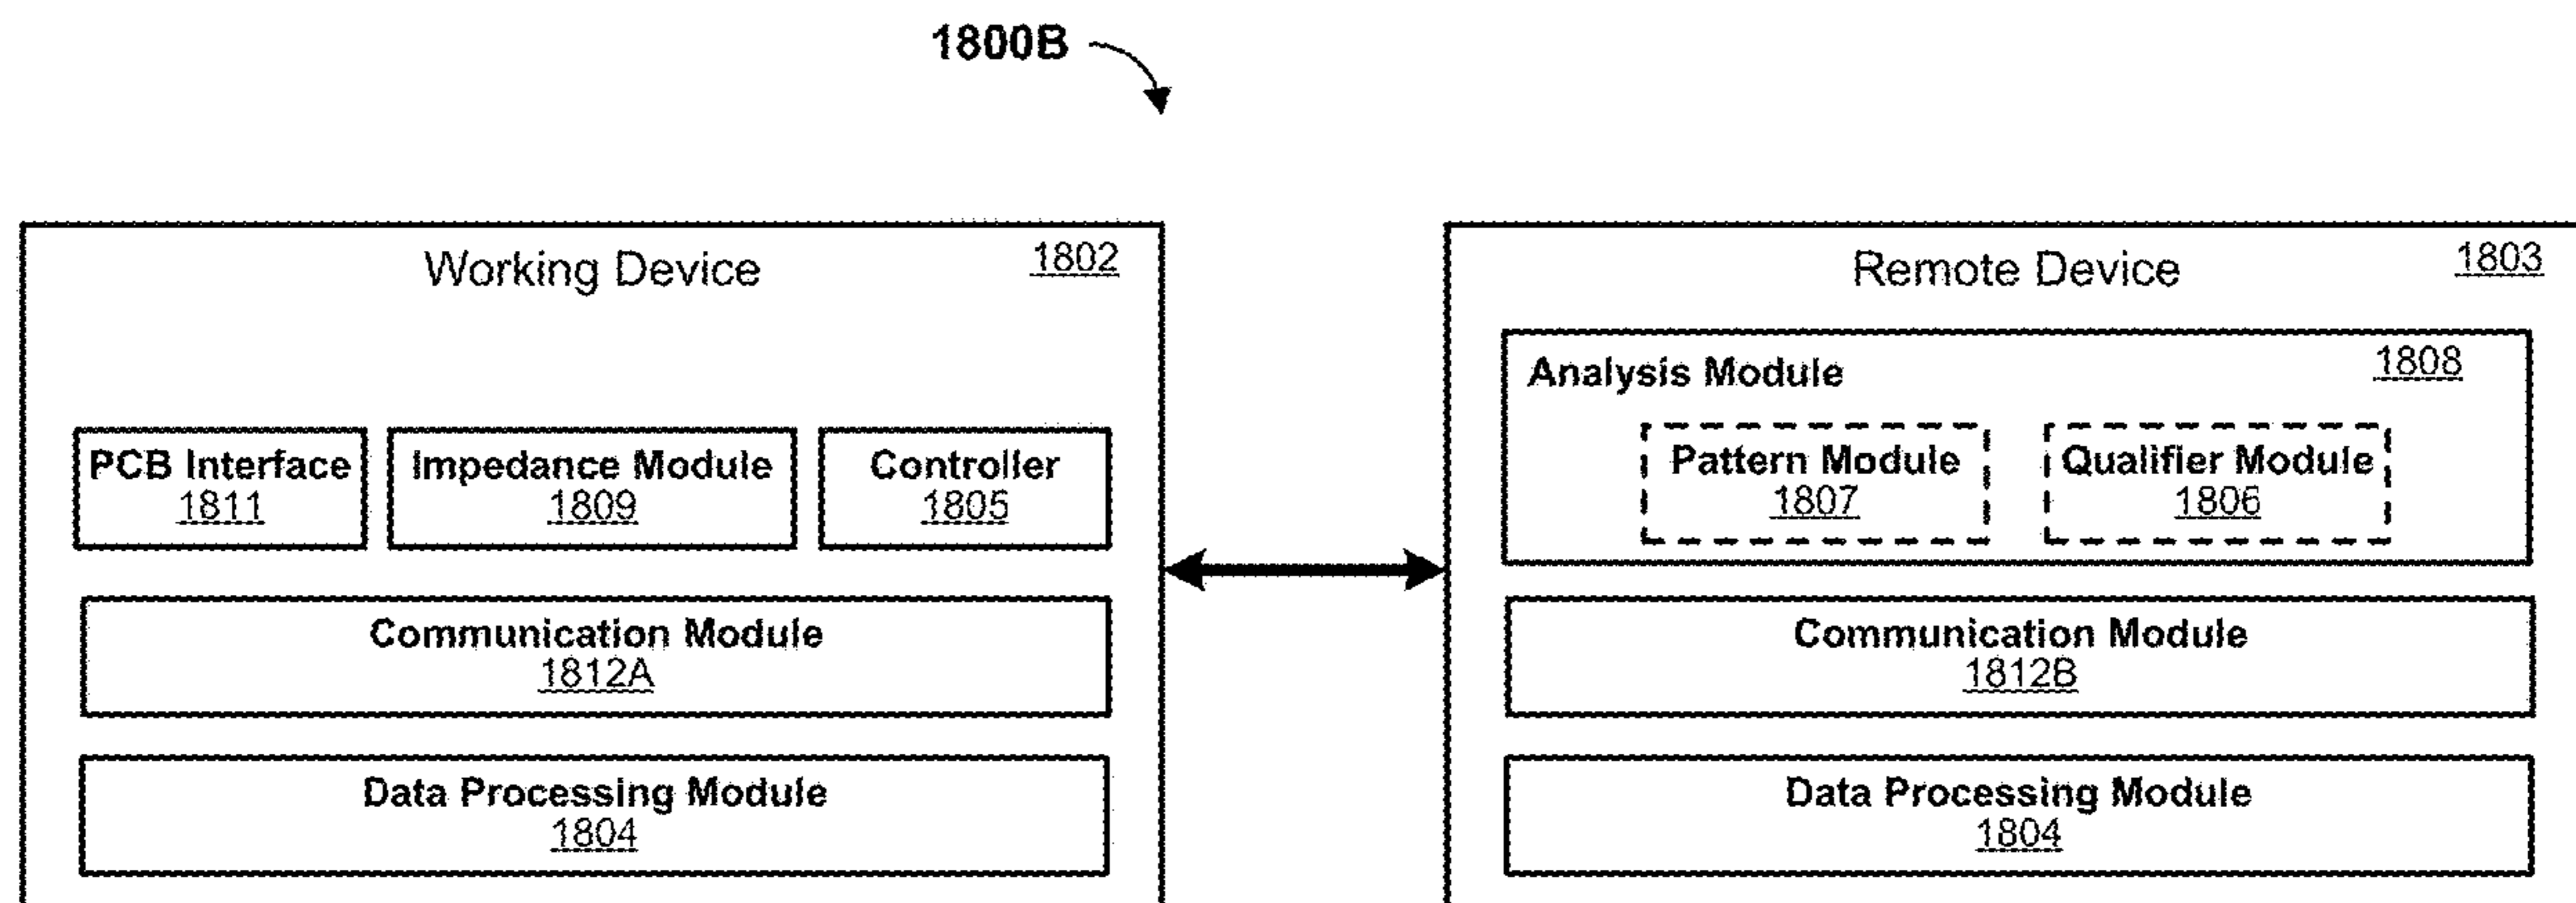 1800B
Working Device 1802
PCB Interface
1811
Impedance Module
1809
Controller
1805
Communication Module
1812A
Data Processing Module
1804
Remote Device 1803
Analysis Module 1808
Pattern Module
1807
Qualifier Module
1806
Communication Module
1812B
Data Processing Module
1804